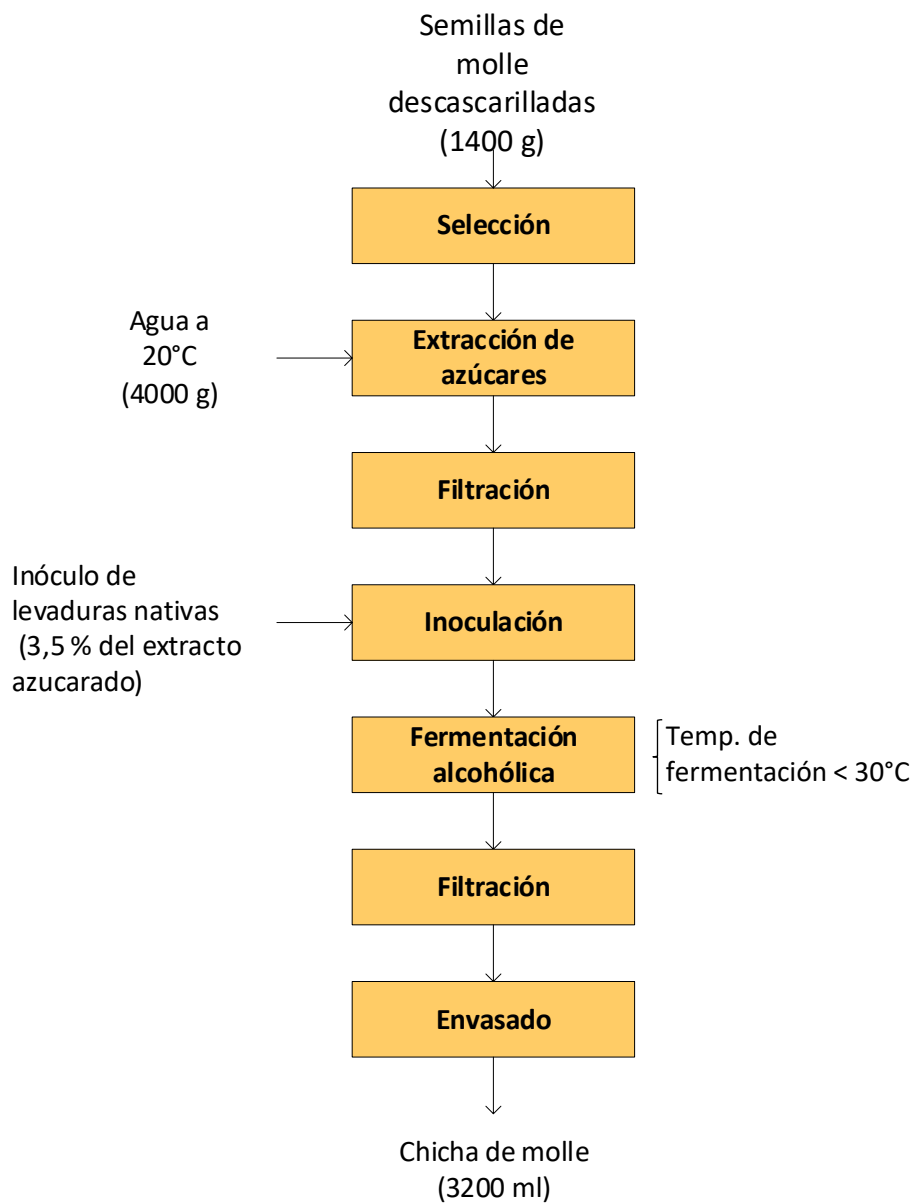 Semillas de
molle
descascarilladas
(1400 g)
Selección
Agua a
20°C
(4000 g)
Extracción de
azúcares
Filtración
Inóculo de
levaduras nativas
(3,5 % del extracto
azucarado)
Inoculación
Fermentación
alcohólica
Temp. de
fermentación < 30°C
Filtración
Envasado
Chicha de molle
(3200 ml)